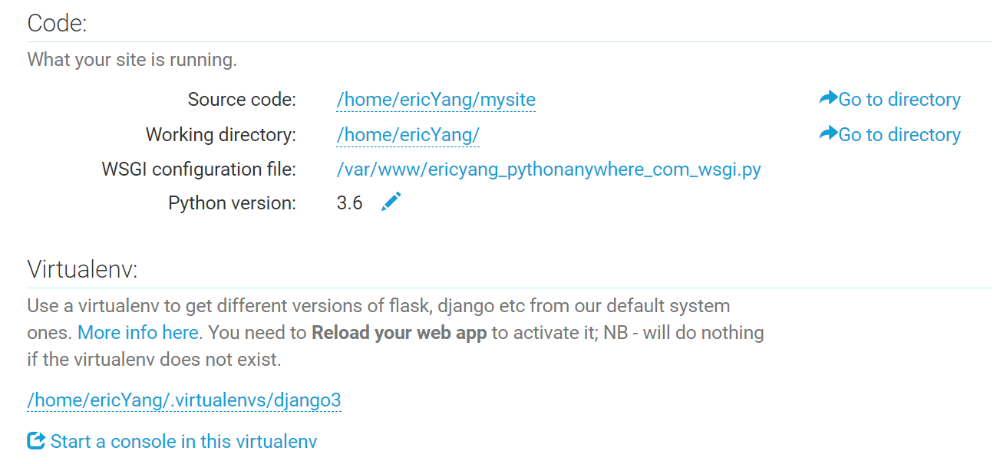 Code:
What your site is running.
Source code: /home/ericYang/mysite Go to directory
Working directory: /home/ericYang/ Go to directory
WSGI configuration file: /var/www/ericyang_pythonanywhere_com_wsgi.py
Python version: 3.6
Virtualenv:
Use a virtualenv to get different versions of flask, django etc from our default system
ones. More info here. You need to Reload your web app to activate it; NB - will do nothing
if the virtualenv does not exist.
/home/ericYang/.virtualenvs/django3
Start a console in this virtualenv